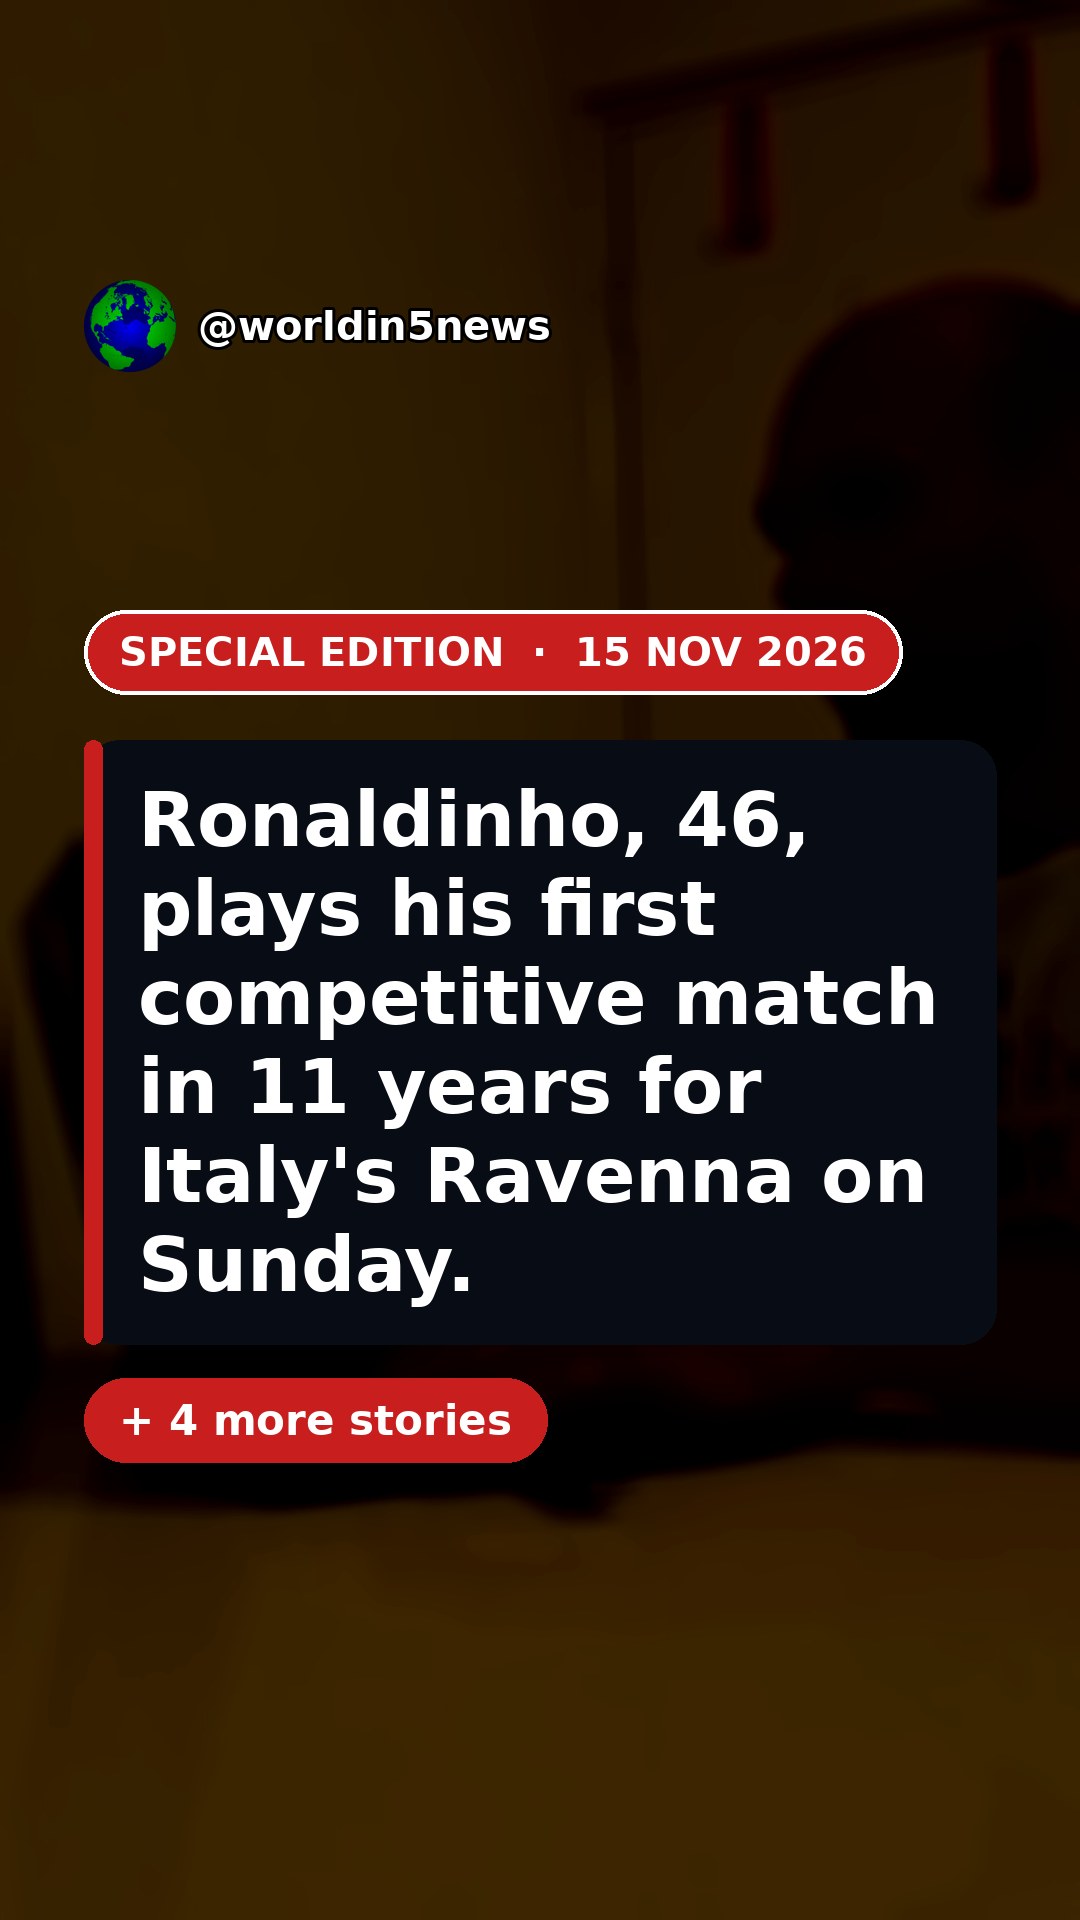 @worldin5news
SPECIAL EDITION · 15 NOV 2026
Ronaldinho, 46,
plays his first
competitive match
in 11 years for
Italy's Ravenna on
Sunday.
+ 4 more stories